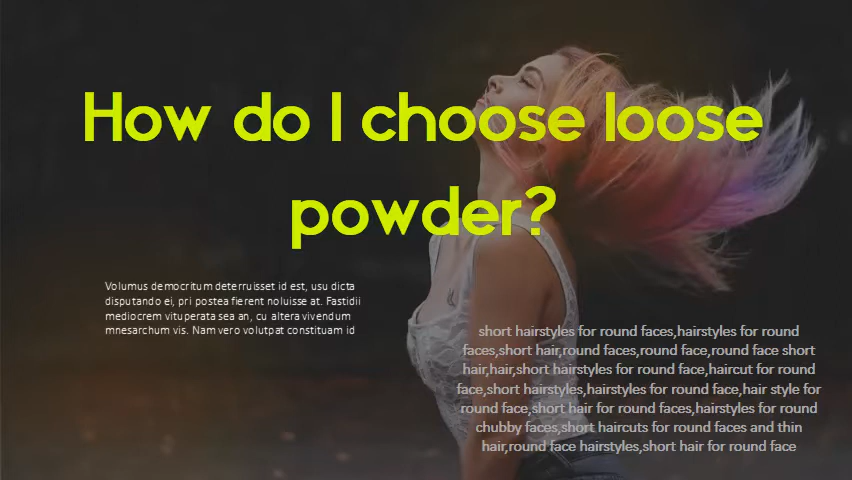 How do I choose loose
powder?
Volumus democritum deterruisset id est, usu dicta
disputando ei, pri postea fierent noluisse at. Fastidii
mediocrem vituperata sea an, cu altera vivendum
mnesarchum vis. Nam vero volutpat constituam id
short hairstyles for round faces,hairstyles for round
faces,short hair,round faces,round face,round face short
hair,hair,short hairstyles for round face,haircut for round
face,short hairstyles,hairstyles for round face,hair style for
round face,short hair for round faces,hairstyles for round
chubby faces,short haircuts for round faces and thin
hair,round face hairstyles,short hair for round face